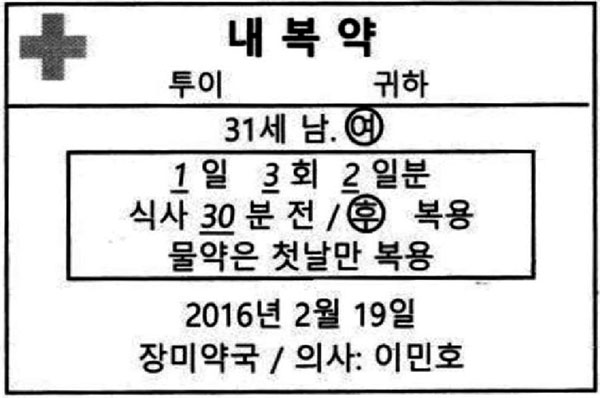 내복약
투이 귀하
31세 남. 여
1 일 3 회 2 일분
식사 30 분 전 / 후 복용
물약은 첫날만 복용
2016년 2월 19일
장미약국 / 의사: 이민호